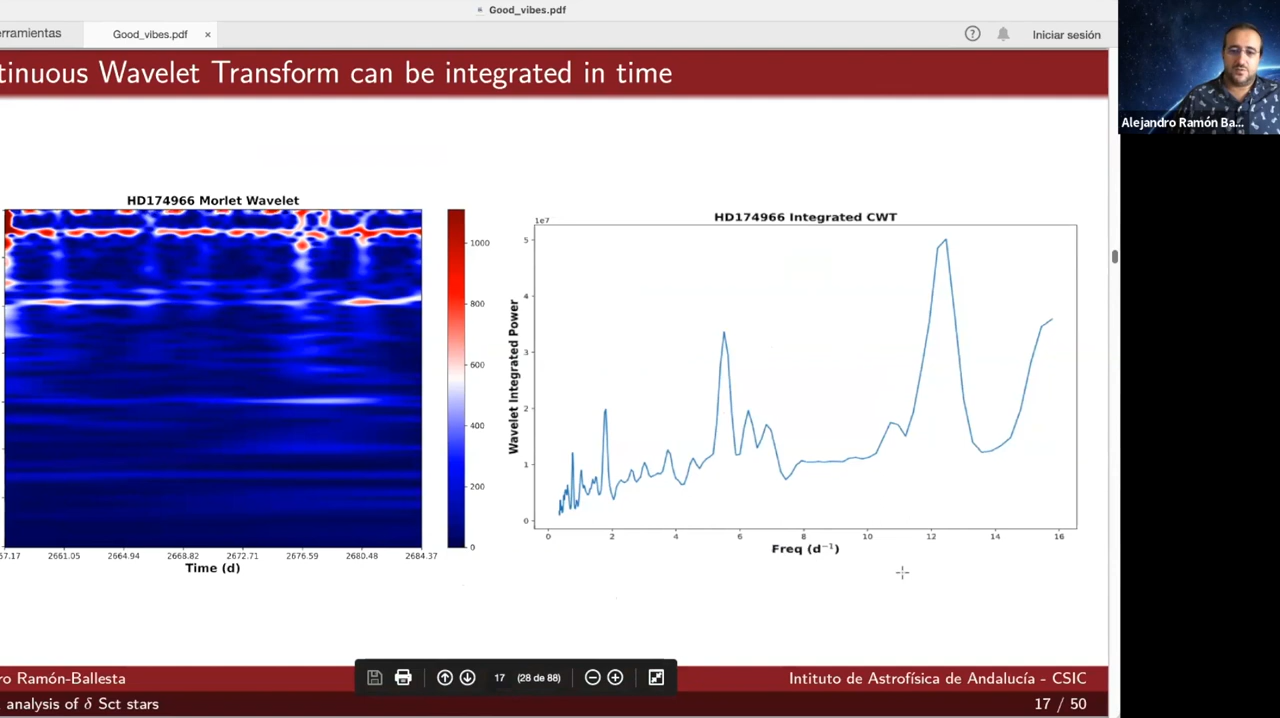 Good_vibes.pdf
erramientas
Good_vibes.pdf ×
? Iniciar sesión
tinuous Wavelet Transform can be integrated in time
Alejandro Ramón Ba...
HD174966 Morlet Wavelet
1000
800
600
400
200
0
57.17 2661.05 2664.94 2668.82 2672.71 2676.59 2680.48 2684.37
Time (d)
HD174966 Integrated CWT
1e7
5
4
3
2
1
0
Wavelet Integrated Power
0 2 4 6 8 10 12 14 16
Freq (d⁻¹)
17 (28 de 88)
ro Ramón-Ballesta
Intituto de Astrofísica de Andalucía - CSIC
analysis of δ Sct stars
17 / 50